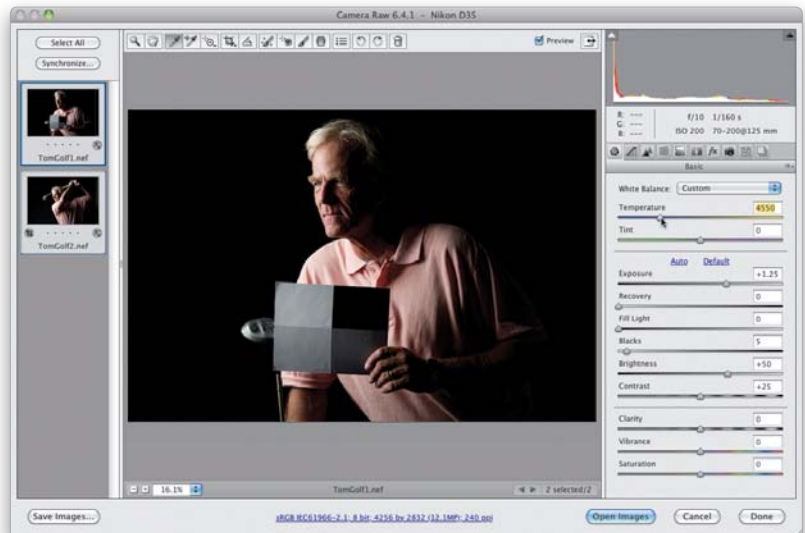 Camera Raw 6.4.1 – Nikon D3S
Select All
Synchronize...
Preview
TomGolf1.nef
TomGolf2.nef
R: ---
G: ---
B: ---
f/10 1/160 s
ISO 200 70-200@125 mm
Basic
White Balance: Custom
Temperature 4550
Tint 0
Auto Default
Exposure +1.25
Recovery 0
Fill Light 0
Blacks 5
Brightness +50
Contrast +25
Clarity 0
Vibrance 0
Saturation 0
16.1% TomGolf1.nef 2 selected/2
Save Images...
sRGB IEC61966-2.1; 8 bit; 4256 by 2832 (12.1MP); 240 ppi
Open Images
Cancel
Done